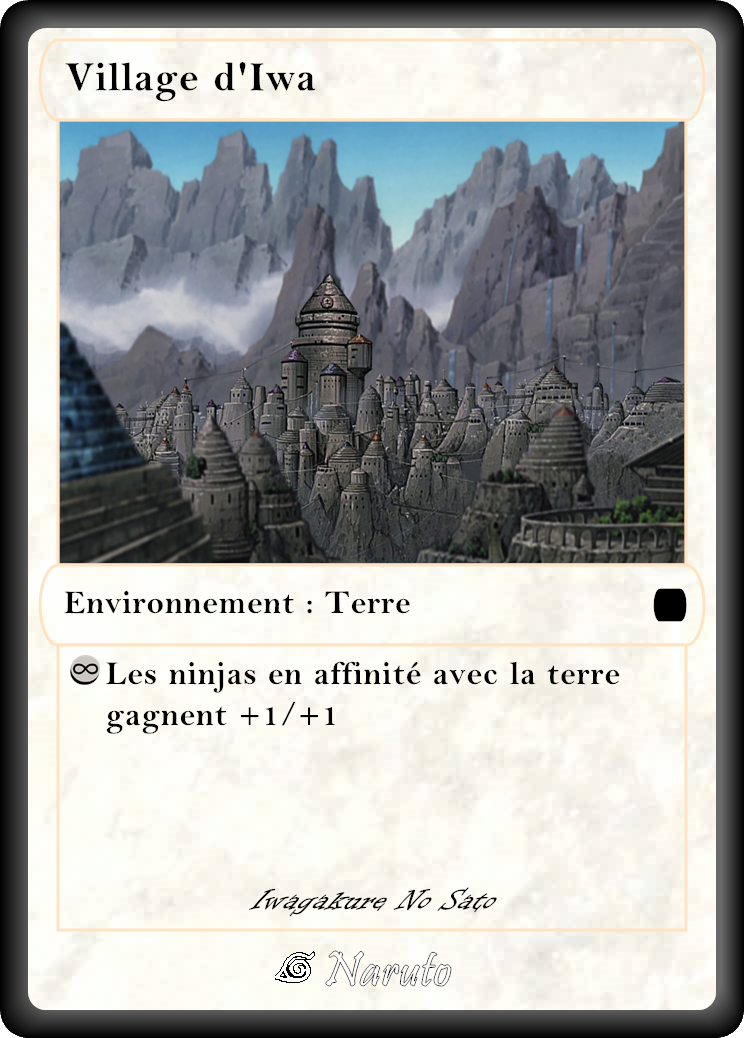 Village d'Iwa
Environnement : Terre
Les ninjas en affinité avec la terre
gagnent +1/+1
Iwagakure No Sato
Naruto